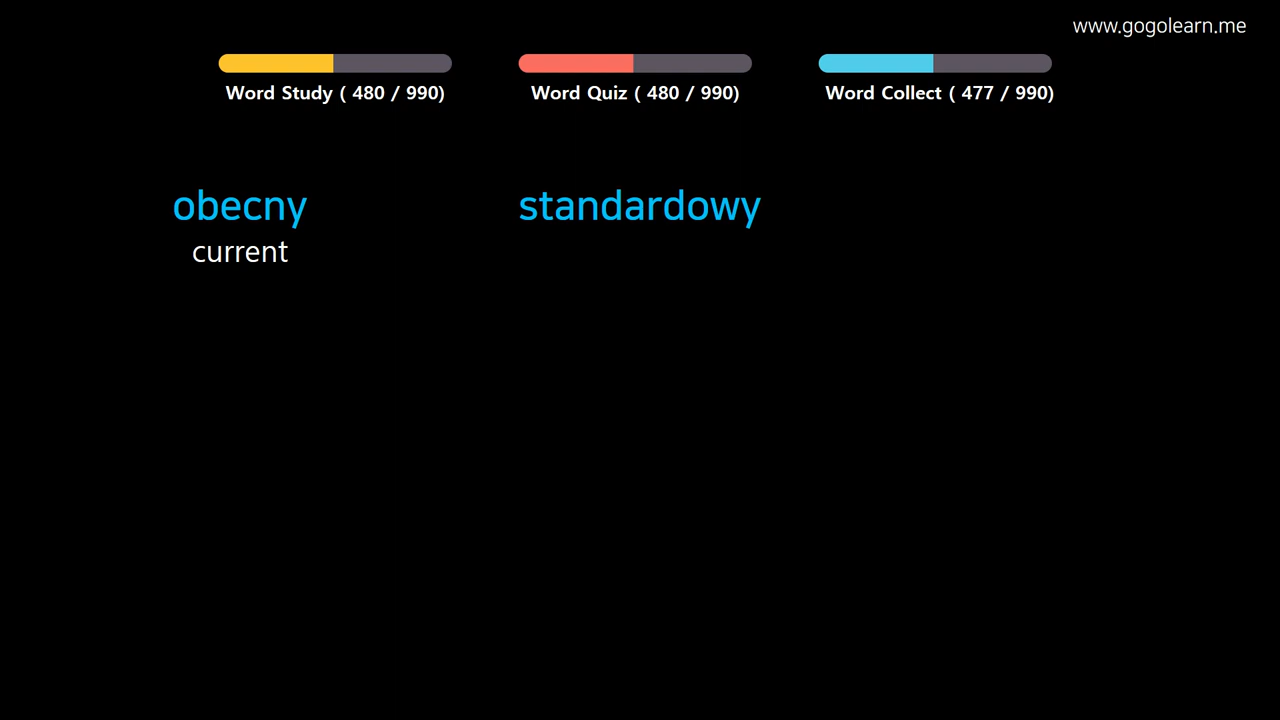 www.gogolearn.me
Word Study ( 480 / 990)
Word Quiz ( 480 / 990)
Word Collect ( 477 / 990)
obecny
current
standardowy